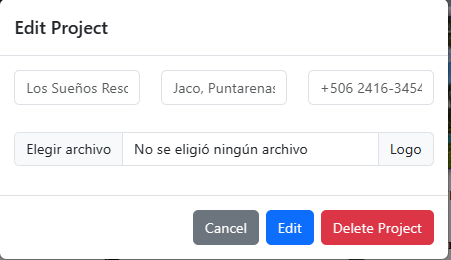 Edit Project
Los Sueños Resc Jaco, Puntarenas +506 2416-3454
Elegir archivo No se eligió ningún archivo Logo
Cancel Edit Delete Project